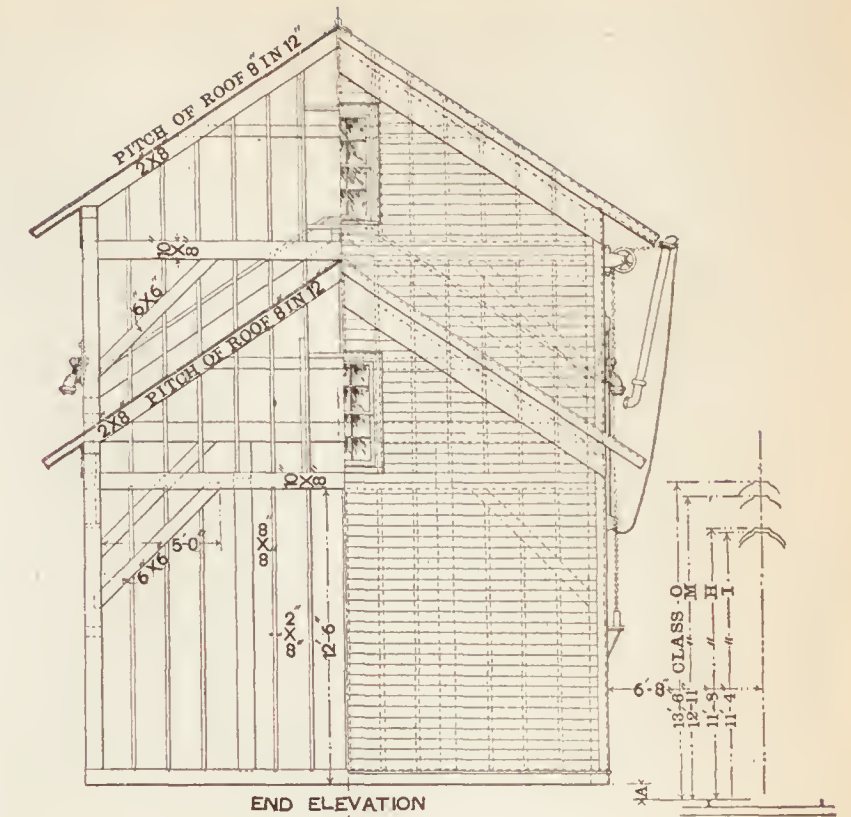 PITCH OF ROOF 8" IN 12"
2X8
10"X8"
6X6"
PITCH OF ROOF 8 IN 12
2X8"
10"X8"
5'-0"
6X6
8"X8"
2"X8"
12'-6"
6'-8"
13'-6" CLASS-O
12-11" " M
11'-8" " H
11'-4" " I
"A"
END ELEVATION